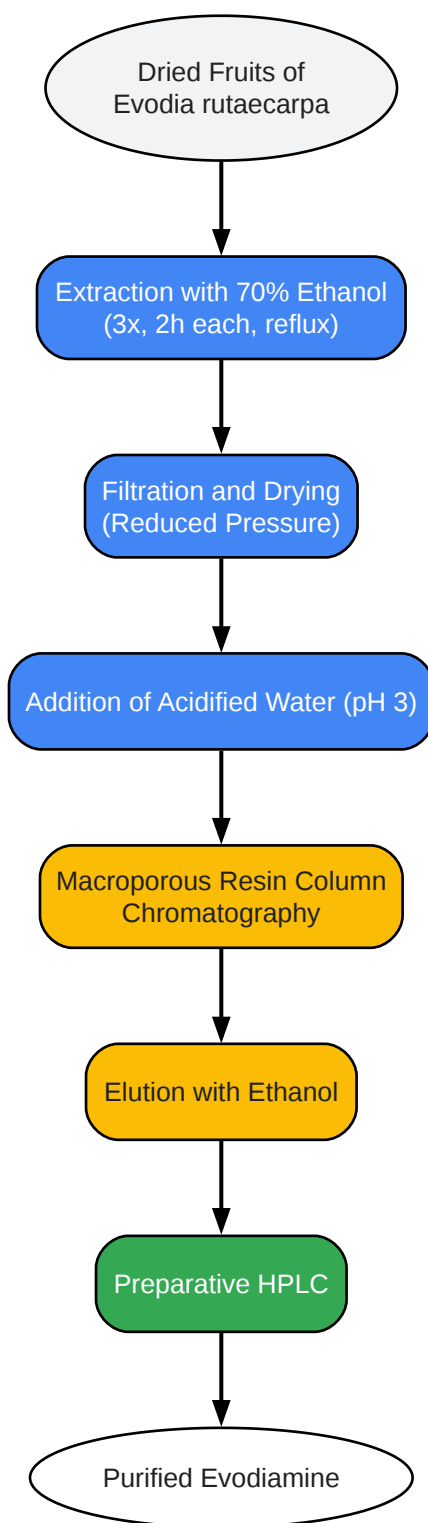 Dried Fruits of
Evodia rutaecarpa
Extraction with 70% Ethanol
(3x, 2h each, reflux)
Filtration and Drying
(Reduced Pressure)
Addition of Acidified Water (pH 3)
Macroporous Resin Column
Chromatography
Elution with Ethanol
Preparative HPLC
Purified Evodiamine